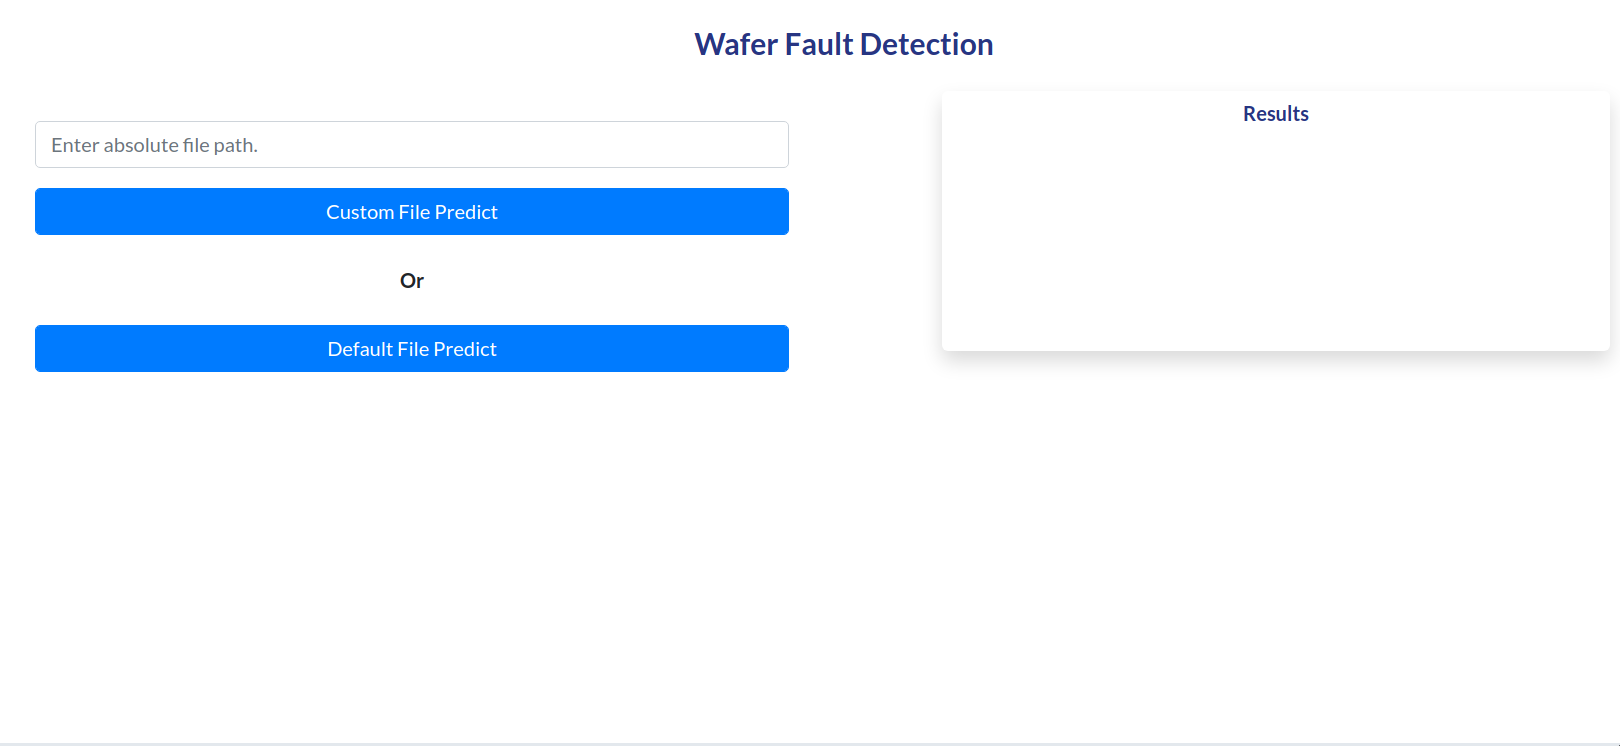 Wafer Fault Detection
Enter absolute file path.
Custom File Predict
Or
Default File Predict
Results